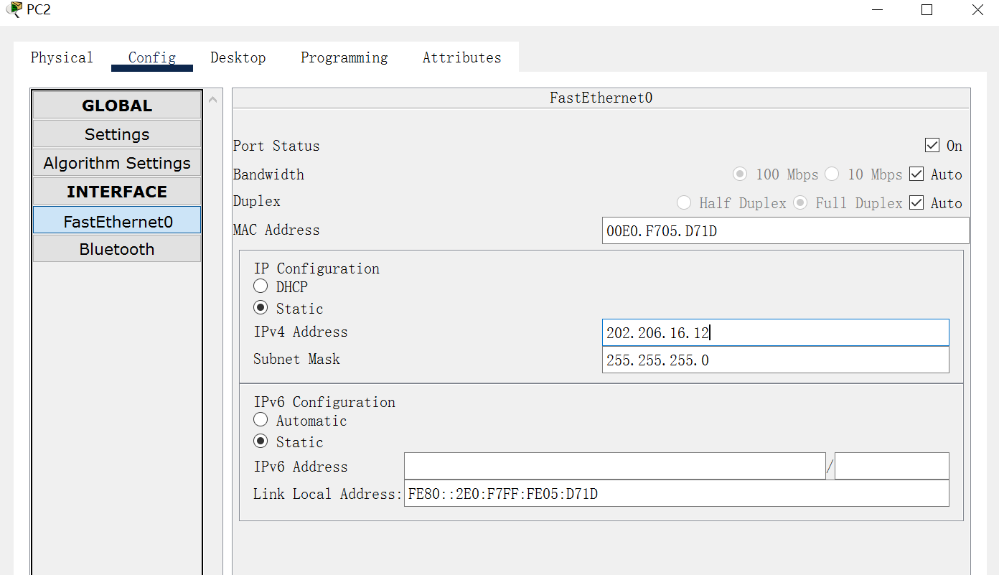 PC2
Physical Config Desktop Programming Attributes
GLOBAL
Settings
Algorithm Settings
INTERFACE
FastEthernet0
Bluetooth
FastEthernet0
Port Status On
Bandwidth 100 Mbps 10 Mbps Auto
Duplex Half Duplex Full Duplex Auto
MAC Address 00E0.F705.D71D
IP Configuration
DHCP
Static
IPv4 Address 202.206.16.12
Subnet Mask 255.255.255.0
IPv6 Configuration
Automatic
Static
IPv6 Address /
Link Local Address: FE80::2E0:F7FF:FE05:D71D